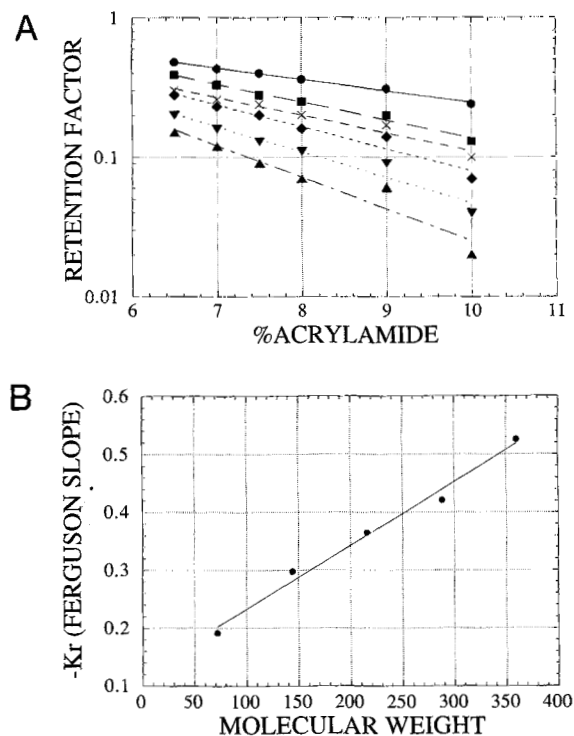 A
1
0.1
0.01
RETENTION FACTOR
6 7 8 9 10 11
%ACRYLAMIDE
B
0.6
0.5
0.4
0.3
0.2
0.1
-Kr (FERGUSON SLOPE)
0 50 100 150 200 250 300 350 400
MOLECULAR WEIGHT